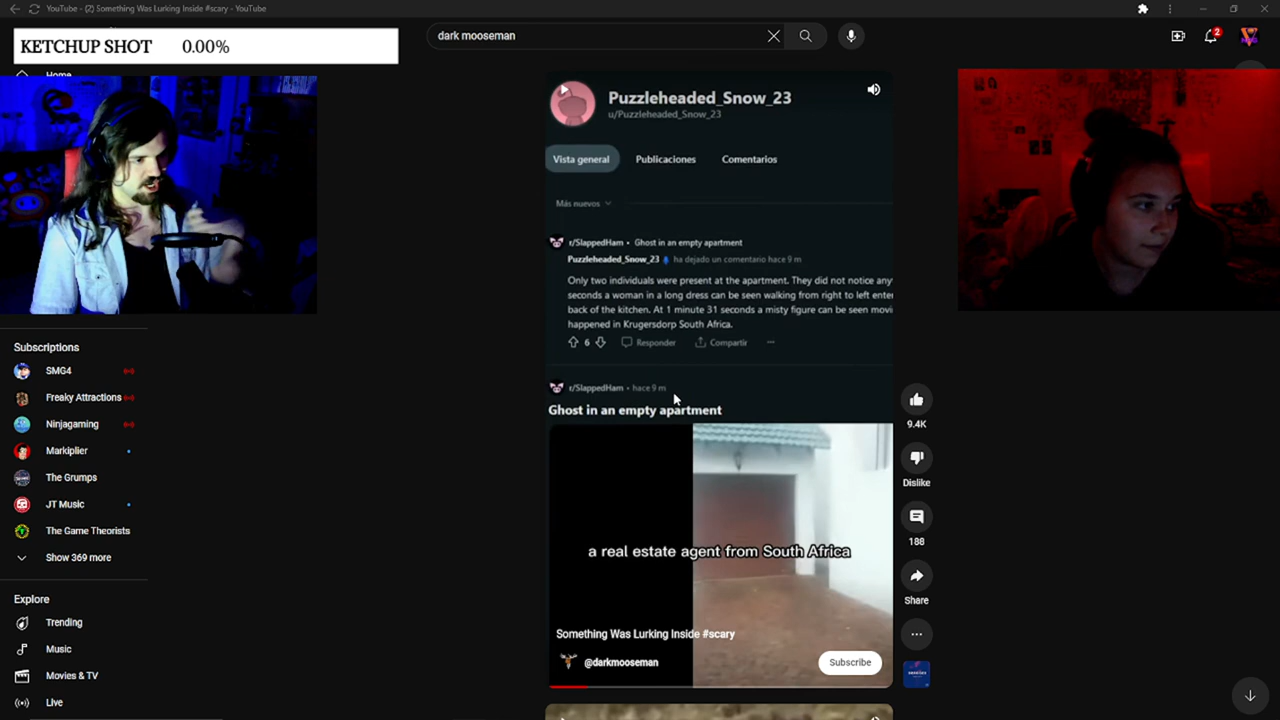 YouTube - (2) Something Was Lurking Inside #scary - YouTube
KETCHUP SHOT 0.00%
dark mooseman
2
Home
Puzzleheaded_Snow_23
u/Puzzleheaded_Snow_23
Vista general Publicaciones Comentarios
Más nuevos
r/SlappedHam • Ghost in an empty apartment
Puzzleheaded_Snow_23 ha dejado un comentario hace 9 m
Only two individuals were present at the apartment. They did not notice any
seconds a woman in a long dress can be seen walking from right to left ente
back of the kitchen. At 1 minute 31 seconds a misty figure can be seen movi
happened in Krugersdorp South Africa.
6 Responder Compartir
r/SlappedHam • hace 9 m
Ghost in an empty apartment
a real estate agent from South Africa
Something Was Lurking Inside #scary
@darkmooseman
Subscribe
9.4K
Dislike
188
Share
Subscriptions
SMG4
Freaky Attractions
Ninjagaming
Markiplier
The Grumps
JT Music
The Game Theorists
Show 369 more
Explore
Trending
Music
Movies & TV
Live